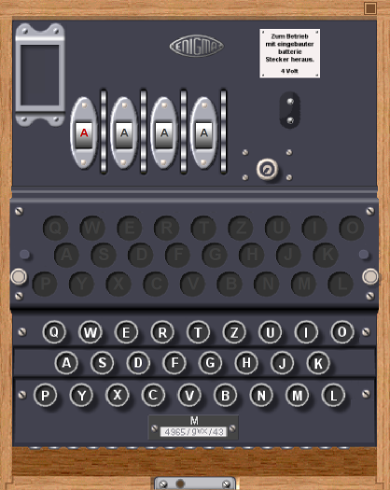 ENIGMA
Zum Betrieb
mit eingebauter
batterie
Stecker heraus.
4 Volt
A A A A
Q W E R T Z U I O
A S D F G H J K
P Y X C V B N M L
Q W E R T Z U I O
A S D F G H J K
P Y X C V B N M L
M